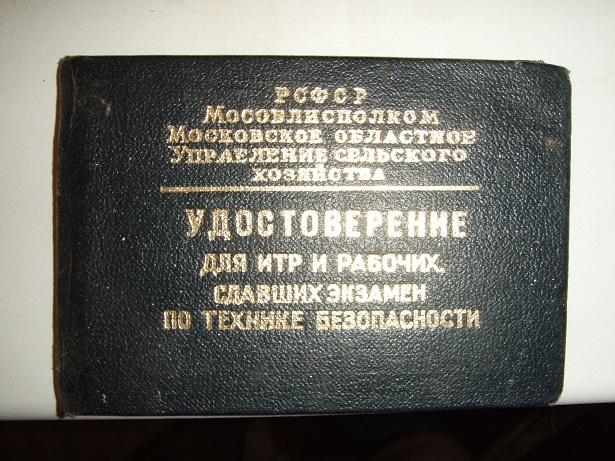 РСФСР
Мособлисполком
Московское областное
Управление сельского
хозяйства
УДОСТОВЕРЕНИЕ
ДЛЯ ИТР И РАБОЧИХ,
СДАВШИХ ЭКЗАМЕН
ПО ТЕХНИКЕ БЕЗОПАСНОСТИ